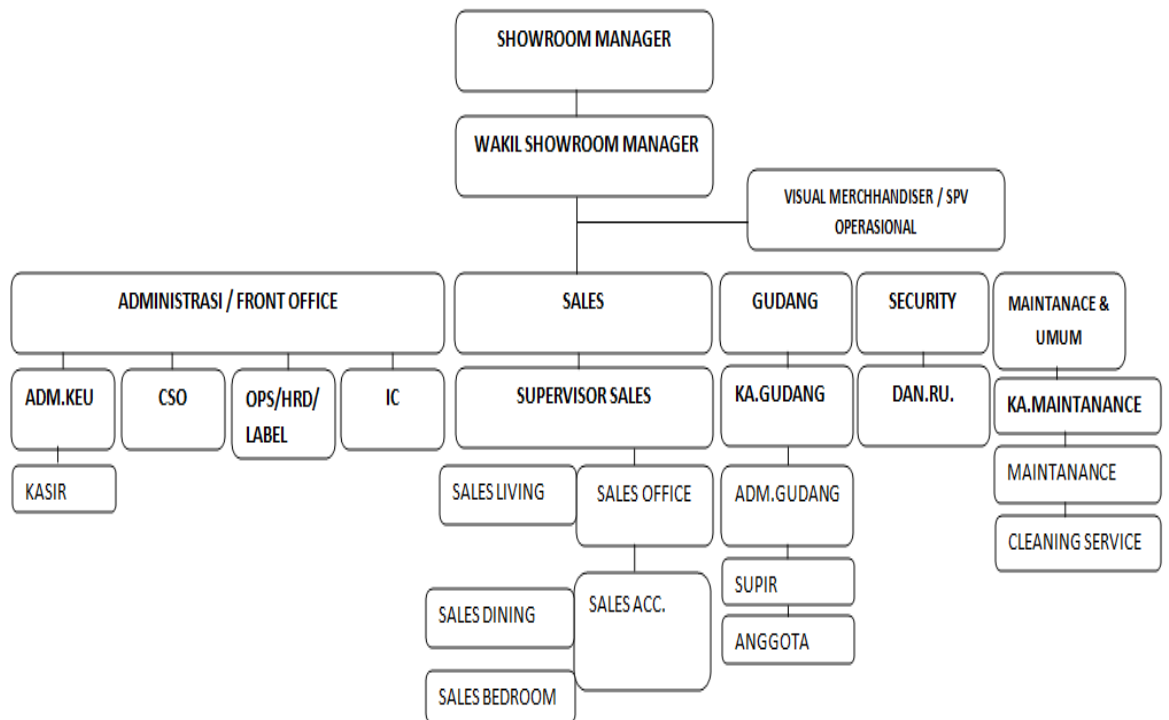 SHOWROOM MANAGER
WAKIL SHOWROOM MANAGER
VISUAL MERCHHANDISER / SPV
OPERASIONAL
ADMINISTRASI / FRONT OFFICE
SALES
GUDANG
SECURITY
MAINTANACE &
UMUM
ADM.KEU
CSO
OPS/HRD/
LABEL
IC
SUPERVISOR SALES
KA.GUDANG
DAN.RU.
KA.MAINTANANCE
KASIR
SALES LIVING
SALES OFFICE
ADM.GUDANG
MAINTANANCE
CLEANING SERVICE
SALES DINING
SALES ACC.
SUPIR
ANGGOTA
SALES BEDROOM